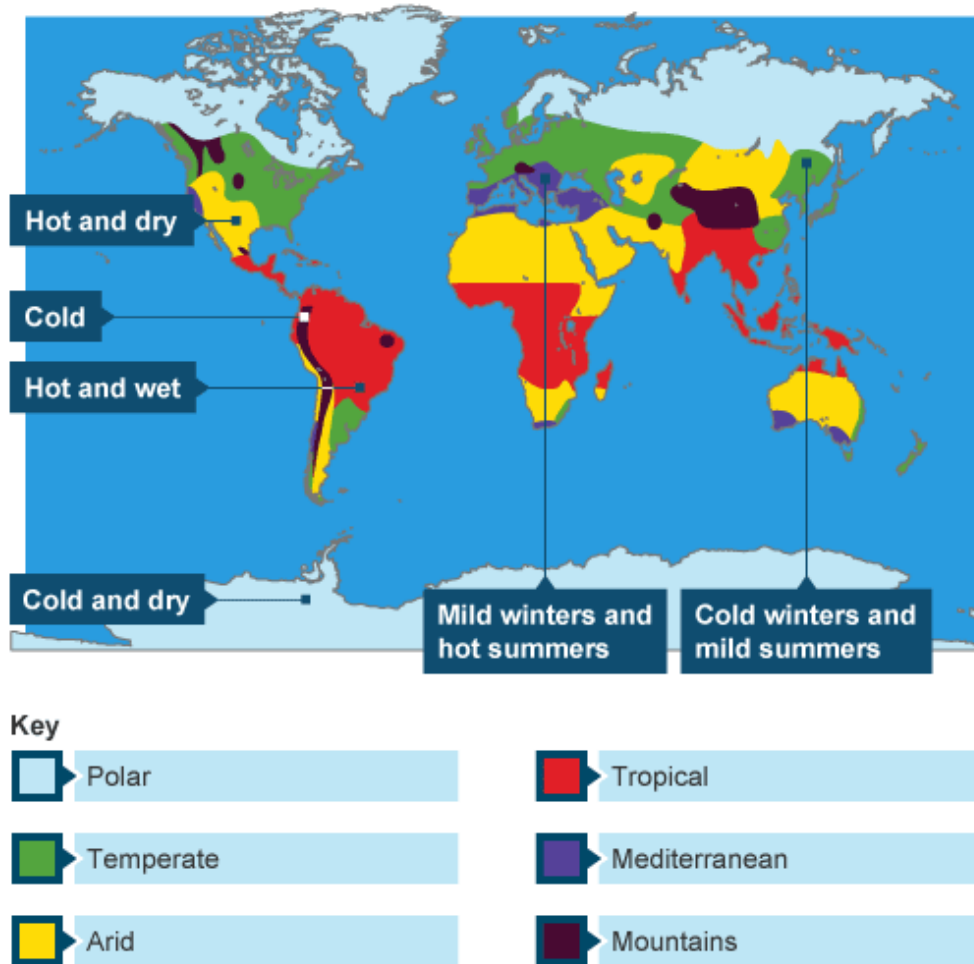 Hot and dry
Cold
Hot and wet
Cold and dry
Mild winters and
hot summers
Cold winters and
mild summers
Key
Polar
Tropical
Temperate
Mediterranean
Arid
Mountains